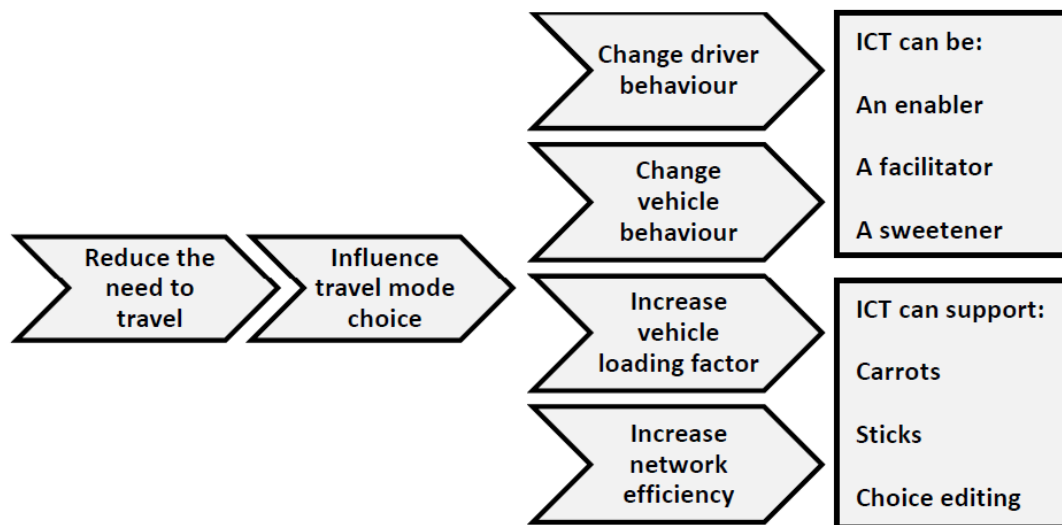 Reduce the
need to
travel
Influence
travel mode
choice
Change driver
behaviour
Change
vehicle
behaviour
Increase
vehicle
loading factor
Increase
network
efficiency
ICT can be:
An enabler
A facilitator
A sweetener
ICT can support:
Carrots
Sticks
Choice editing